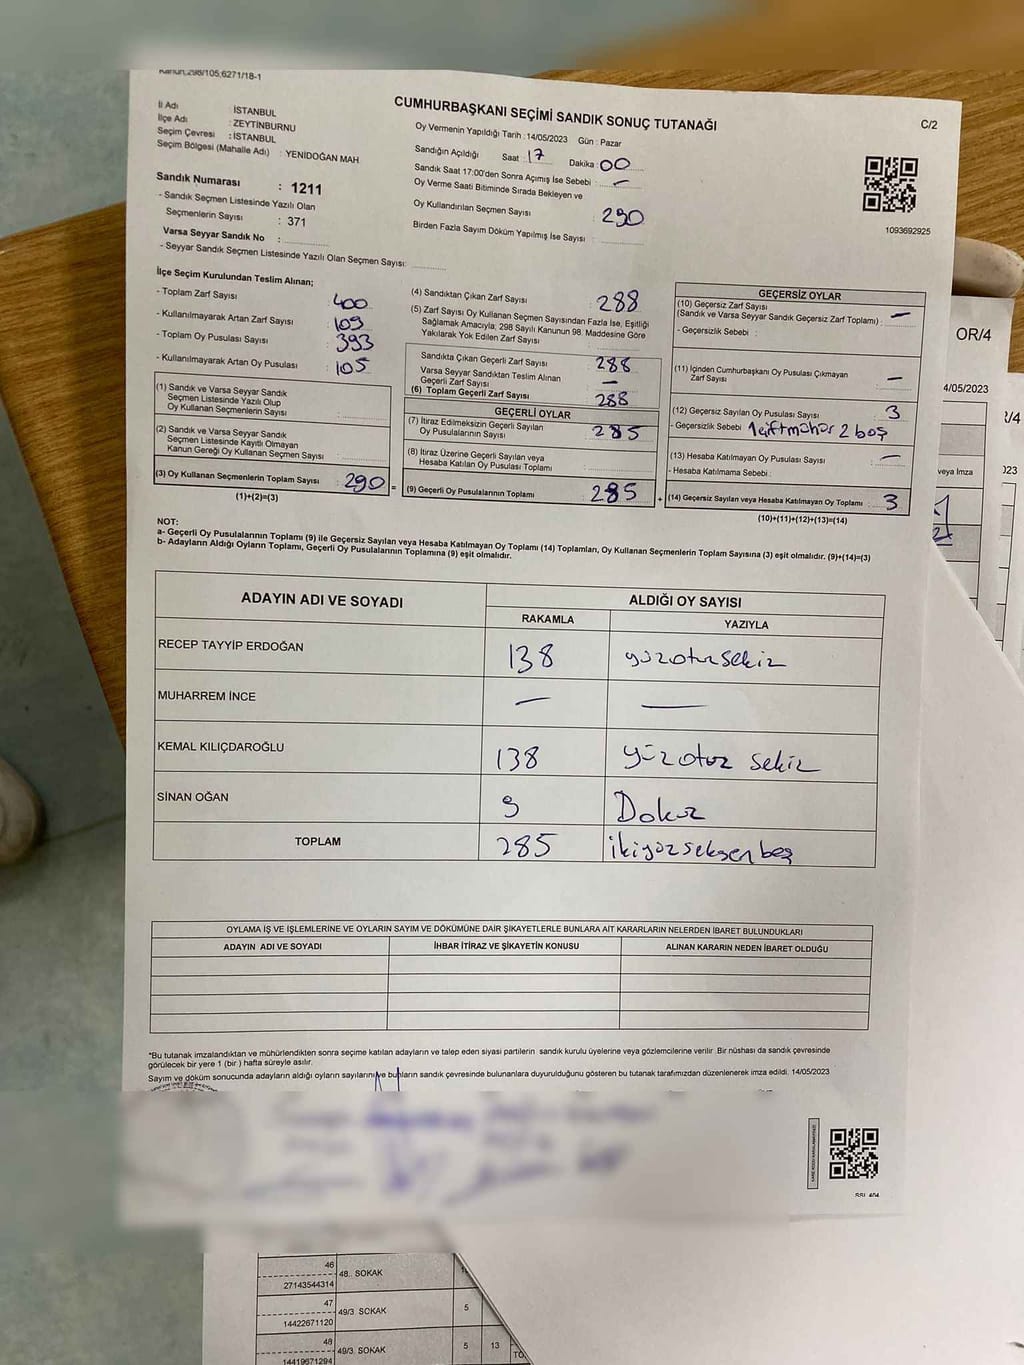 Kanun;298/105;6271/18-1
İl Adı : İSTANBUL
İlçe Adı : ZEYTİNBURNU
Seçim Çevresi : İSTANBUL
Seçim Bölgesi (Mahalle Adı) : YENİDOĞAN MAH.
Sandık Numarası : 1211
- Sandık Seçmen Listesinde Yazılı Olan
Seçmenlerin Sayısı : 371
Varsa Seyyar Sandık No :
- Seyyar Sandık Seçmen Listesinde Yazılı Olan Seçmen Sayısı:
CUMHURBAŞKANI SEÇİMİ SANDIK SONUÇ TUTANAĞI
C/2
Oy Vermenin Yapıldığı Tarih : 14/05/2023 Gün : Pazar
Sandığın Açıldığı Saat : 17 Dakika : 00
Sandık Saat 17:00'den Sonra Açımış İse Sebebi : —
Oy Verme Saati Bitiminde Sırada Bekleyen ve
Oy Kullandırılan Seçmen Sayısı : 290
Birden Fazla Sayım Döküm Yapılmış İse Sayısı :
1093692925
İlçe Seçim Kurulundan Teslim Alınan;
- Toplam Zarf Sayısı : 400
- Kullanılmayarak Artan Zarf Sayısı : 109
- Toplam Oy Pusulası Sayısı : 393
- Kullanılmayarak Artan Oy Pusulası : 105
(1) Sandık ve Varsa Seyyar Sandık
Seçmen Listesinde Yazılı Olup
Oy Kullanan Seçmenlerin Sayısı :
(2) Sandık ve Varsa Seyyar Sandık
Seçmen Listesinde Kayıtlı Olmayan
Kanun Gereği Oy Kullanan Seçmen Sayısı :
(3) Oy Kullanan Seçmenlerin Toplam Sayısı : 290 =
(1)+(2)=(3)
(4) Sandıktan Çıkan Zarf Sayısı : 288
(5) Zarf Sayısı Oy Kullanan Seçmen Sayısından Fazla İse, Eşitliği
Sağlamak Amacıyla; 298 Sayılı Kanunun 98. Maddesine Göre
Yakılarak Yok Edilen Zarf Sayısı :
Sandıkta Çıkan Geçerli Zarf Sayısı : 288
Varsa Seyyar Sandıktan Teslim Alınan
Geçerli Zarf Sayısı : —
(6) Toplam Geçerli Zarf Sayısı : 288
GEÇERLİ OYLAR
(7) İtiraz Edilmeksizin Geçerli Sayılan
Oy Pusulalarının Sayısı : 285
(8) İtiraz Üzerine Geçerli Sayılan veya
Hesaba Katılan Oy Pusulası Toplamı :
(9) Geçerli Oy Pusulalarının Toplamı : 285 +
GEÇERSİZ OYLAR
(10) Geçersiz Zarf Sayısı
(Sandık ve Varsa Seyyar Sandık Geçersiz Zarf Toplamı) : —
- Geçersizlik Sebebi :
(11) İçinden Cumhurbaşkanı Oy Pusulası Çıkmayan
Zarf Sayısı : —
(12) Geçersiz Sayılan Oy Pusulası Sayısı : 3
- Geçersizlik Sebebi : 1 çift mühür 2 boş
(13) Hesaba Katılmayan Oy Pusulası Sayısı : —
- Hesaba Katılmama Sebebi :
(14) Geçersiz Sayılan veya Hesaba Katılmayan Oy Toplamı : 3
(10)+(11)+(12)+(13)=(14)
NOT:
a- Geçerli Oy Pusulalarının Toplamı (9) ile Geçersiz Sayılan veya Hesaba Katılmayan Oy Toplamı (14) Toplamları, Oy Kullanan Seçmenlerin Toplam Sayısına (3) eşit olmalıdır. (9)+(14)=(3)
b- Adayların Aldığı Oyların Toplamı, Geçerli Oy Pusulalarının Toplamına (9) eşit olmalıdır.
ADAYIN ADI VE SOYADI
ALDIĞI OY SAYISI
RAKAMLA
YAZIYLA
RECEP TAYYİP ERDOĞAN 138 yüzotuzsekiz
MUHARREM İNCE — —
KEMAL KILIÇDAROĞLU 138 yüzotuz sekiz
SİNAN OĞAN 9 Dokuz
TOPLAM 285 ikiyüzseksenbeş
OYLAMA İŞ VE İŞLEMLERİNE VE OYLARIN SAYIM VE DÖKÜMÜNE DAİR ŞİKAYETLERLE BUNLARA AİT KARARLARIN NELERDEN İBARET BULUNDUKLARI
ADAYIN ADI VE SOYADI
İHBAR İTİRAZ VE ŞİKAYETİN KONUSU
ALINAN KARARIN NEDEN İBARET OLDUĞU
*Bu tutanak imzalandıktan ve mühürlendikten sonra seçime katılan adayların ve talep eden siyasi partilerin sandık kurulu üyelerine veya gözlemcilerine verilir. Bir nüshası da sandık çevresinde
görülecek bir yere 1 (bir) hafta süreyle asılır.
Sayım ve döküm sonucunda adayların aldığı oyların sayılarını ve bunların sandık çevresinde bulunanlara duyurulduğunu gösteren bu tutanak tarafımızdan düzenlenerek imza edildi. 14/05/2023
OR/4
4/05/2023
veya İmza
46
48.. SOKAK
27143544314
47
49/3. SOKAK
5
14422671120
48
49/3. SOKAK
5
13
14419671294